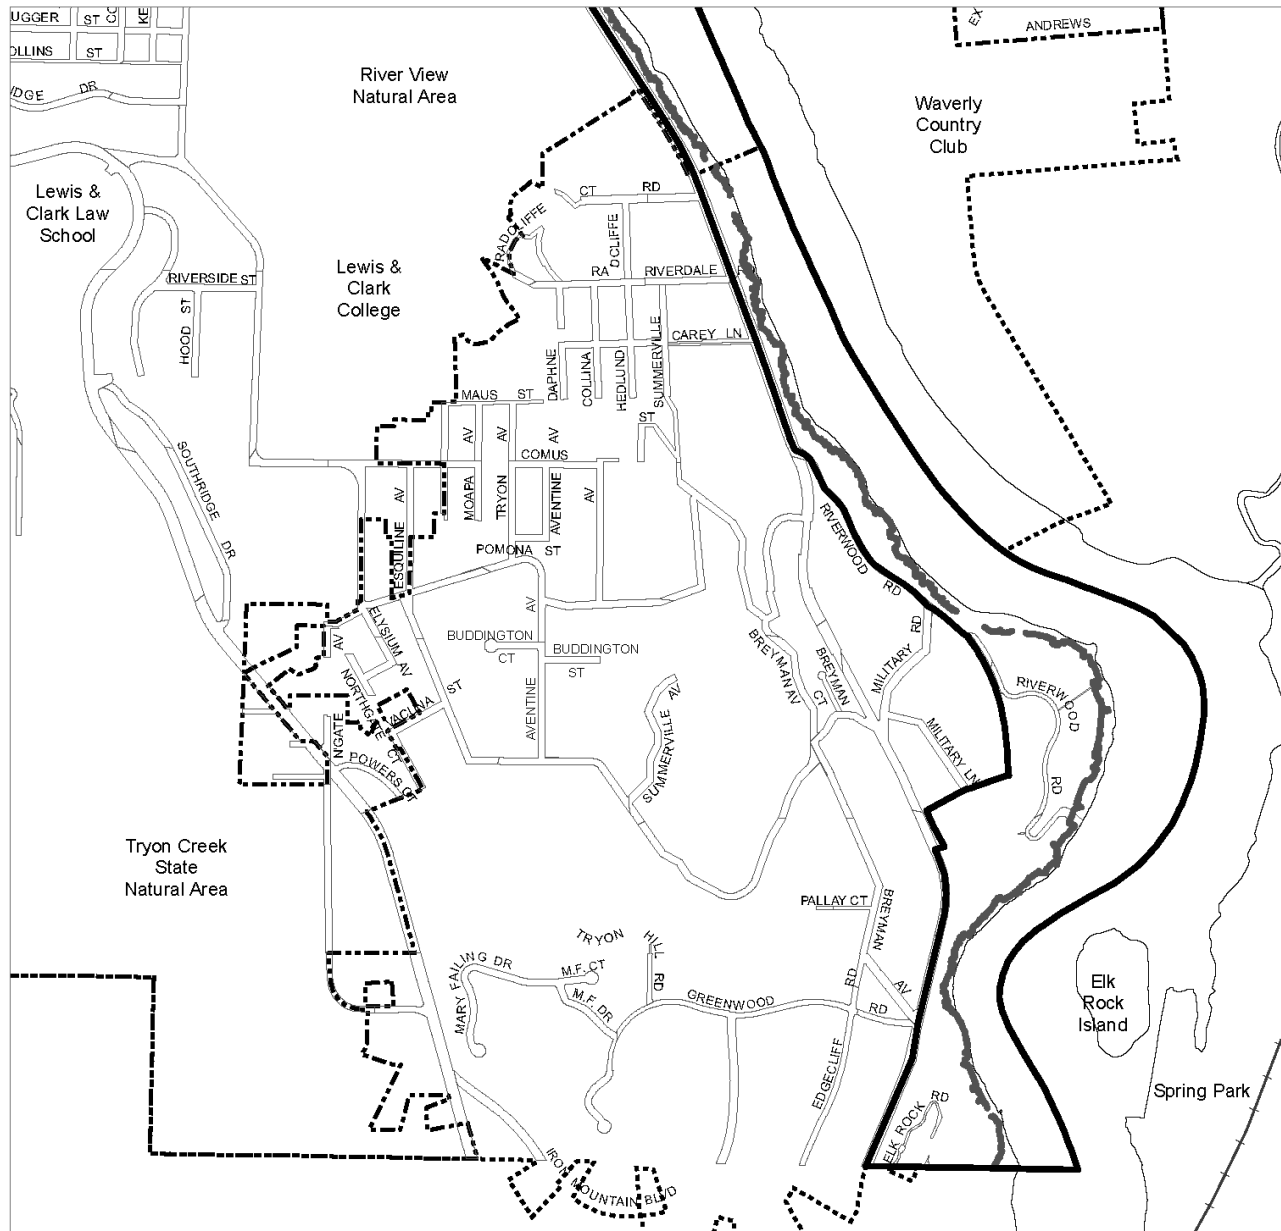 UGGER ST
KE
OLLINS ST
DR
ANDREWS
River View
Natural Area
Waverly
Country
Club
Lewis &
Clark Law
School
CT RD
RADCLIFFE
DCLIFFE
RA
RIVERDALE
Lewis &
Clark
College
RIVERSIDE ST
HOOD ST
CAREY LN
DAPHNE
COLLINA
HEDLUND
SUMMERVILLE
MAUS ST
ST
AV
AV
AV
COMUS
SOUTHRIDGE DR
ESQUILINE AV
MOAPA
TRYON
AVENTINE
AV
POMONA ST
RIVERWOOD RD
ELYSIUM AV
AV
AV
BUDDINGTON
CT
BUDDINGTON
ST
AVENTINE
BREYMAN AV
BREYMAN
CT
MILITARY RD
NORTHGATE CT
VACUNA ST
N'GATE
POWERS CT
SUMMERVILLE AV
MILITARY LN
RIVERWOOD
RD
Tryon Creek
State
Natural Area
PALLAY CT
BREYMAN
AV
TRYON
HILL
RD
MARY FAILING DR
M.F. CT
M.F. DR
GREENWOOD
RD
RD
EDGECLIFF
Elk
Rock
Island
Spring Park
ELK ROCK RD
IRON MOUNTAIN BLVD